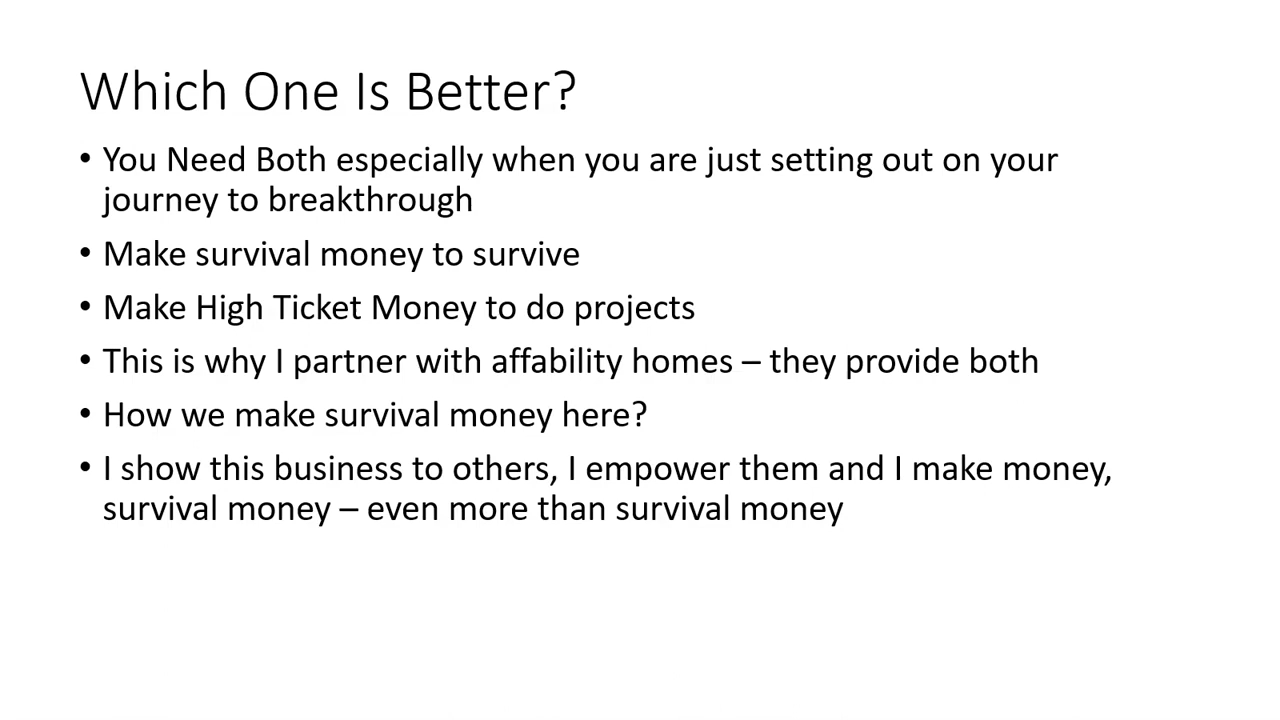 Which One Is Better?
• You Need Both especially when you are just setting out on your
journey to breakthrough
• Make survival money to survive
• Make High Ticket Money to do projects
• This is why I partner with affability homes – they provide both
• How we make survival money here?
• I show this business to others, I empower them and I make money,
survival money – even more than survival money